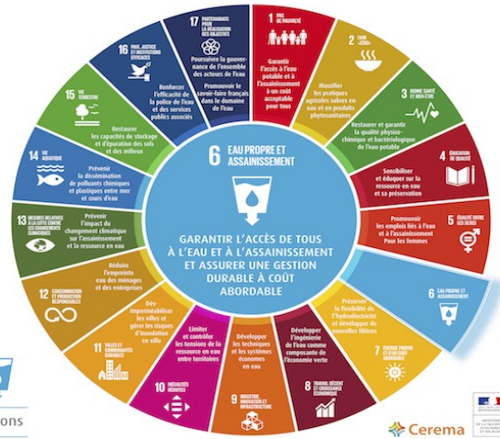 1 PAS
DE PAUVRETÉ
Garantir
l'accès à l'eau
potable et à
l'assainissement
à un coût
acceptable pour
tous
2 FAIM
Modifier les
pratiques
agricoles sobres
en eau et en produits
phytosanitaires
3 BONNE SANTÉ
ET BIEN-ÊTRE
Restaurer et garantir
la qualité physico-
chimique et bactériologique
de l'eau potable
4 ÉDUCATION
DE QUALITÉ
Sensibiliser
et éduquer sur la
ressource en eau
et sa préservation
5 ÉGALITÉ ENTRE
LES SEXES
Promouvoir
les emplois liés à l'eau
et à l'assainissement
Pour les femmes
6 EAU PROPRE ET
ASSAINISSEMENT
7 ÉNERGIE PROPRE
ET D'UN COÛT
ABORDABLE
Préserver la
flexibilité de
l'hydroélectricité
et développer de
nouvelles filières
8 TRAVAIL DÉCENT
ET CROISSANCE
ÉCONOMIQUE
Développer
l'ingénierie
de l'eau comme
composante de
l'économie verte
9 INDUSTRIE,
INNOVATION ET
INFRASTRUCTURE
Développer
les techniques
et les systèmes
économes
en eau
10 INÉGALITÉS
RÉDUITES
Limiter
et contrôler
les tensions de la
ressource en eau
entre territoires
11 VILLES ET
COMMUNAUTÉS
DURABLES
Dés-
imperméabiliser
les villes et
gérer les risques
d'inondation
en ville
12 CONSOMMATION
ET PRODUCTION
RESPONSABLES
Réduire
l'empreinte
eau des ménages
et des entreprises
13 MESURES RELATIVES
À LA LUTTE CONTRE
LES CHANGEMENTS
CLIMATIQUES
Prévenir
l'impact du
changement climatique
sur l'assainissement
et la ressource en eau
14 VIE
AQUATIQUE
Prévenir
la dissémination
de polluants chimiques
et plastiques entre mer
et cours d'eau
15 VIE
TERRESTRE
Restaurer
les capacités de stockage
et d'épuration des sols
et des milieux
16 PAIX, JUSTICE
ET INSTITUTIONS
EFFICACES
Renforcer
l'efficacité de
la police de l'eau
et des services
publics associés
17 PARTENARIATS
POUR LA
RÉALISATION
DES OBJECTIFS
Poursuivre la gouver-
nance de l'ensemble
des acteurs de l'eau
Promouvoir le
savoir-faire français
dans le domaine
de l'eau
6 EAU PROPRE ET
ASSAINISSEMENT
GARANTIR L'ACCÈS DE TOUS
À L'EAU ET À L'ASSAINISSEMENT
ET ASSURER UNE GESTION
DURABLE À COÛT
ABORDABLE
ons
Cerema